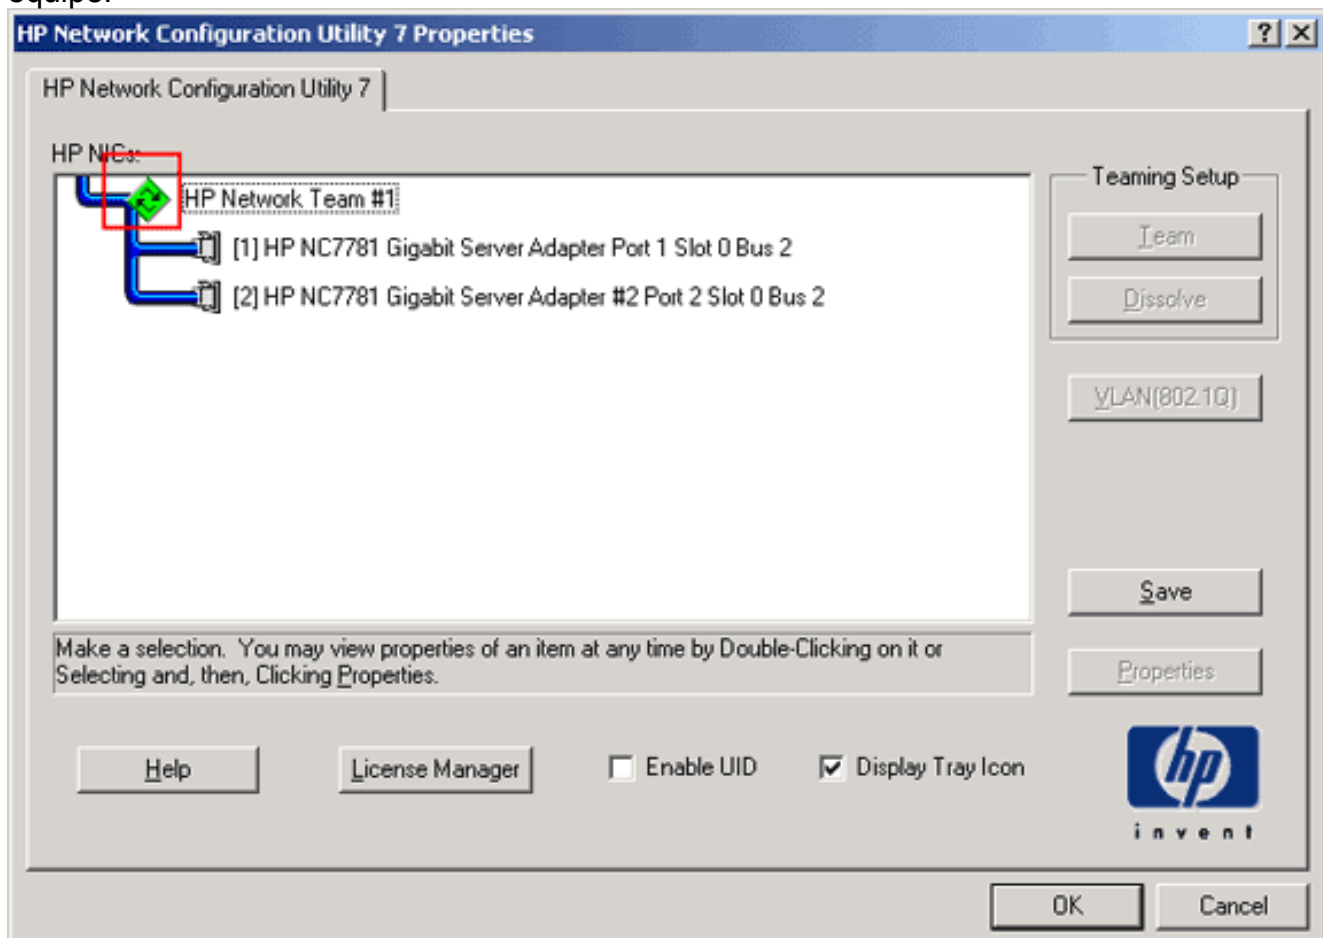 equipo.
HP Network Configuration Utility 7 Properties
HP Network Configuration Utility 7
HP NICs:
HP Network Team #1
[1] HP NC7781 Gigabit Server Adapter Port 1 Slot 0 Bus 2
[2] HP NC7781 Gigabit Server Adapter #2 Port 2 Slot 0 Bus 2
Teaming Setup
Team
Dissolve
VLAN(802.1Q)
Save
Make a selection. You may view properties of an item at any time by Double-Clicking on it or
Selecting and, then, Clicking Properties.
Properties
Help
License Manager
Enable UID
Display Tray Icon
hp
invent
OK
Cancel